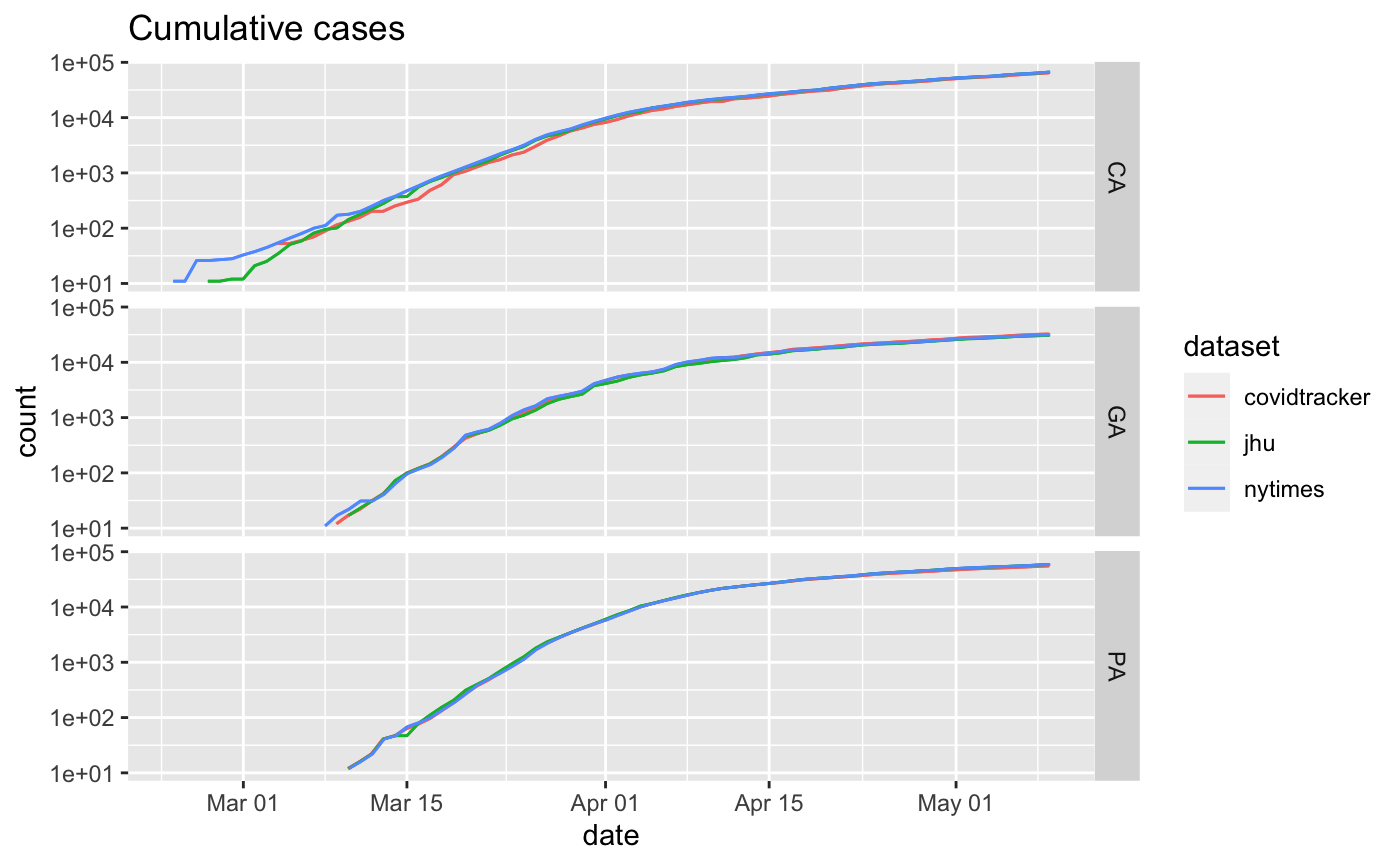 Cumulative cases
count
1e+05
1e+04
1e+03
1e+02
1e+01
CA
1e+05
1e+04
1e+03
1e+02
1e+01
GA
1e+05
1e+04
1e+03
1e+02
1e+01
PA
Mar 01 Mar 15 Apr 01 Apr 15 May 01
date
dataset
covidtracker
jhu
nytimes